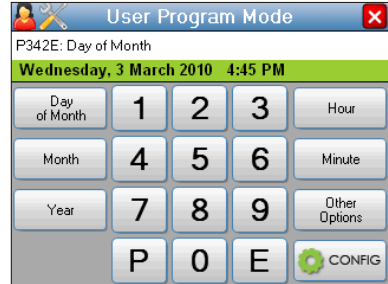 User Program Mode
P342E: Day of Month
Wednesday, 3 March 2010 4:45 PM
Day
of Month
1 2 3
Hour
Month
4 5 6
Minute
Year
7 8 9
Other
Options
P 0 E
CONFIG